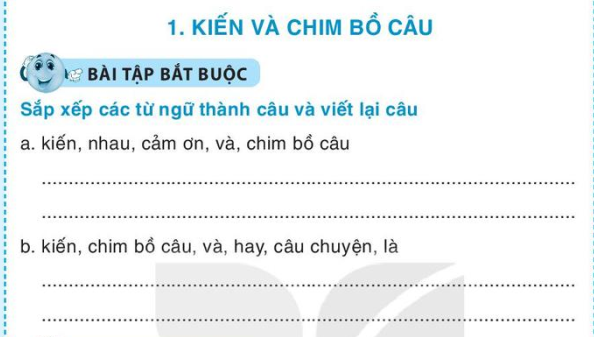 1. KIẾN VÀ CHIM BỒ CÂU
BÀI TẬP BẮT BUỘC
Sắp xếp các từ ngữ thành câu và viết lại câu
a. kiến, nhau, cảm ơn, và, chim bồ câu
b. kiến, chim bồ câu, và, hay, câu chuyện, là